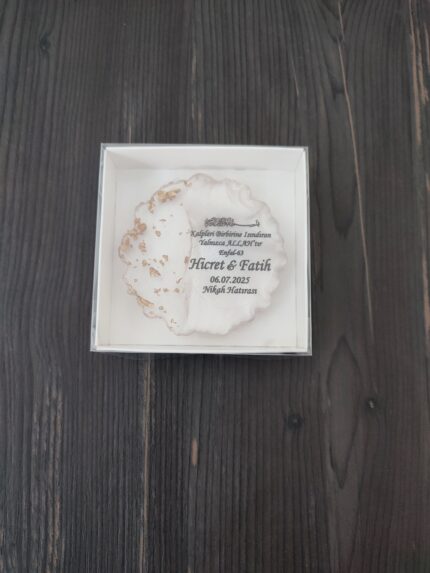 Kalpleri Birbirine Isındıran
Yalnızca ALLAH'tır
Enfal-63
Hicret & Fatih
06.07.2025
Nikah Hatırası